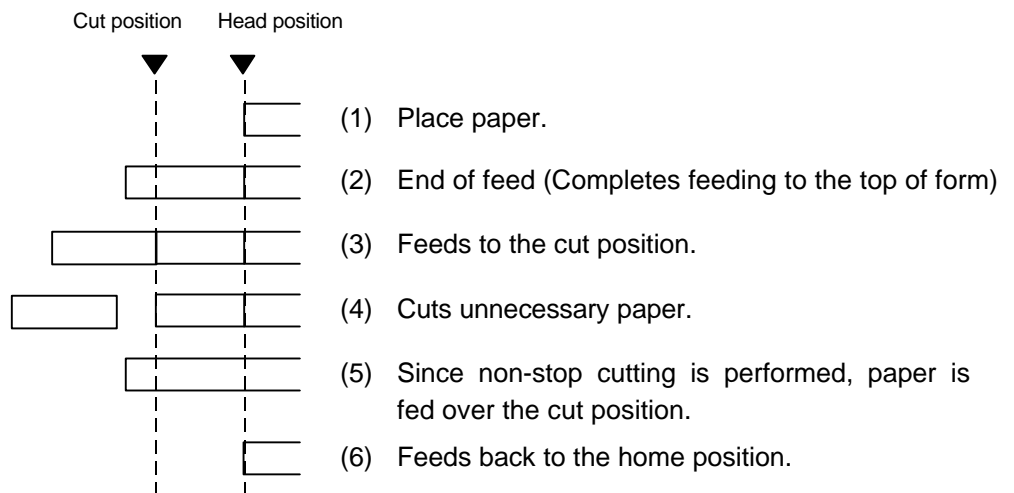 Cut position Head position
(1) Place paper.
(2) End of feed (Completes feeding to the top of form)
(3) Feeds to the cut position.
(4) Cuts unnecessary paper.
(5) Since non-stop cutting is performed, paper is
fed over the cut position.
(6) Feeds back to the home position.